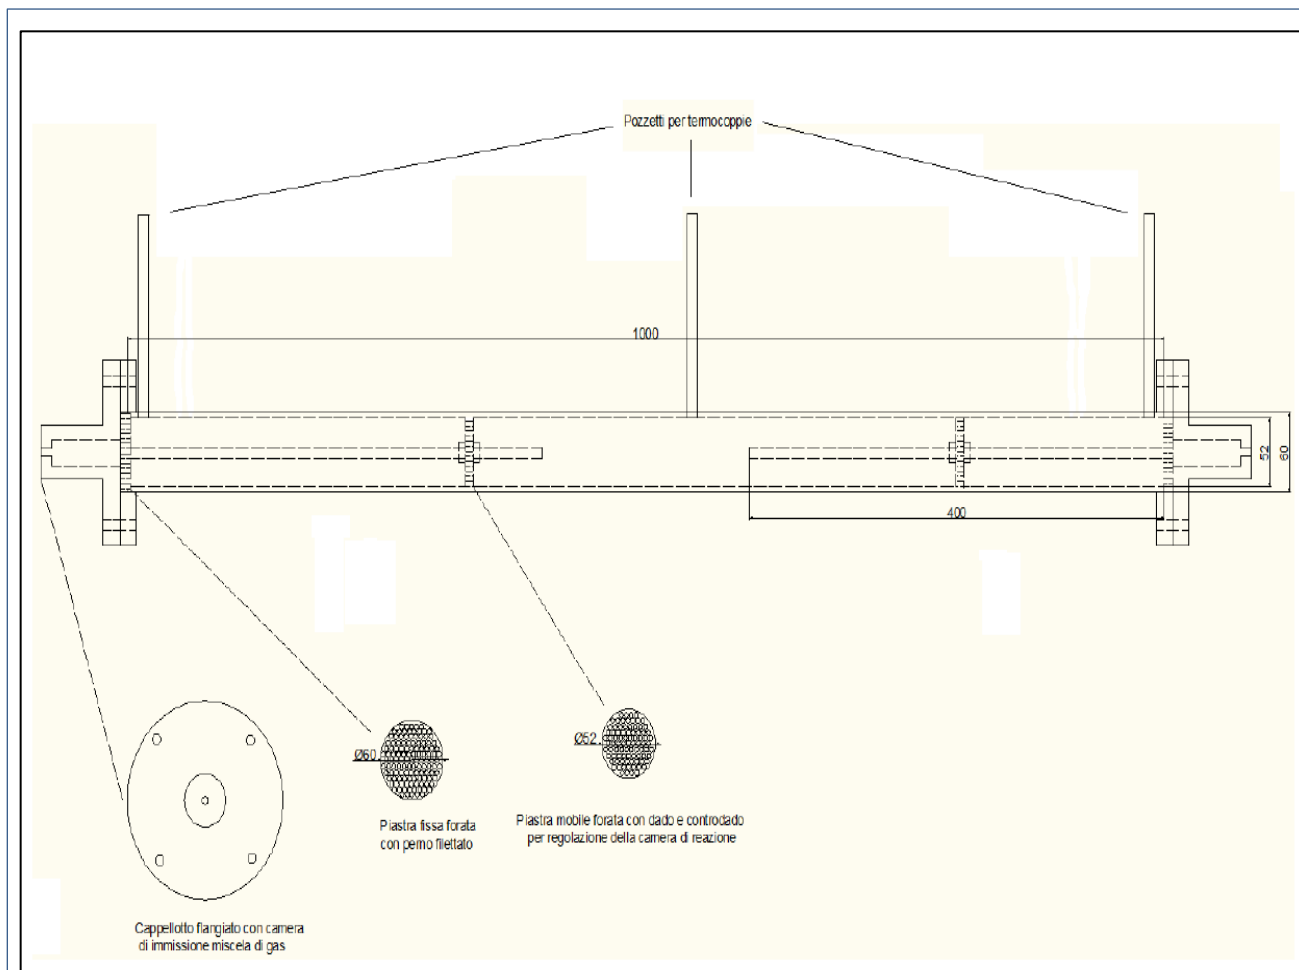 Pozzetti per termocoppie
1000
52
60
400
Ø60
Ø52
Piastra fissa forata
con perno filettato
Piastra mobile forata con dado e controdado
per regolazione della camera di reazione
Cappellotto flangiato con camera
di immissione miscela di gas